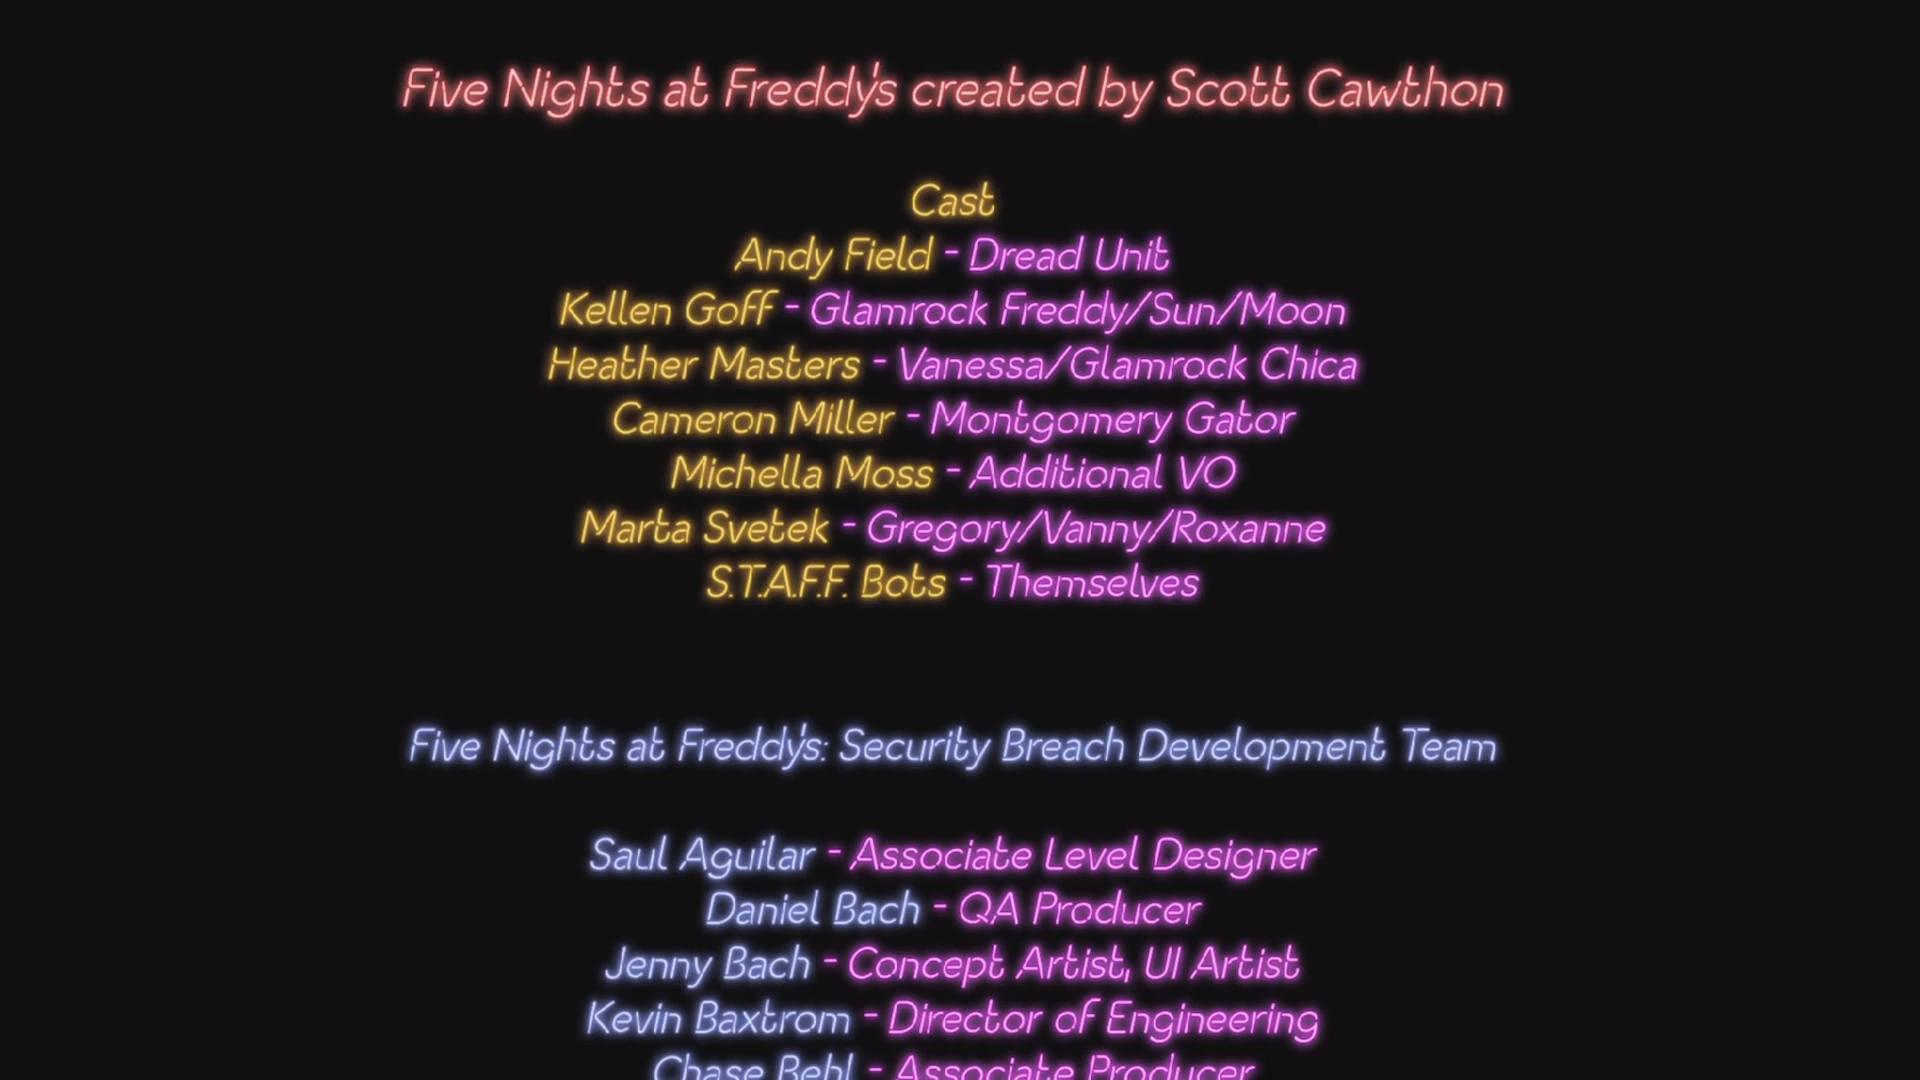 Five Nights at Freddy's created by Scott Cawthon
Cast
Andy Field - Dread Unit
Kellen Goff - Glamrock Freddy/Sun/Moon
Heather Masters - Vanessa/Glamrock Chica
Cameron Miller - Montgomery Gator
Michella Moss - Additional VO
Marta Svetek - Gregory/Vanny/Roxanne
S.T.A.F.F. Bots - Themselves
Five Nights at Freddy's: Security Breach Development Team
Saul Aguilar - Associate Level Designer
Daniel Bach - QA Producer
Jenny Bach - Concept Artist, UI Artist
Kevin Baxtrom - Director of Engineering
Chase Behl - Associate Producer